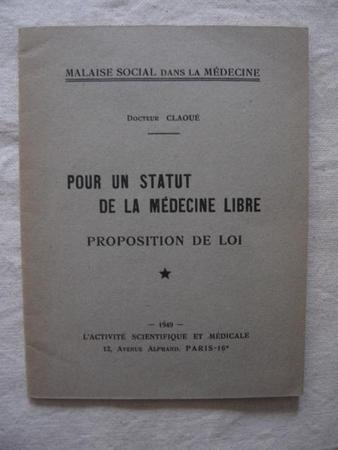 MALAISE SOCIAL DANS LA MÉDECINE
DOCTEUR CLAOUÉ
POUR UN STATUT
DE LA MÉDECINE LIBRE
PROPOSITION DE LOI
— 1949 —
L'ACTIVITÉ SCIENTIFIQUE ET MÉDICALE
12, AVENUE ALPHAND, PARIS-16e